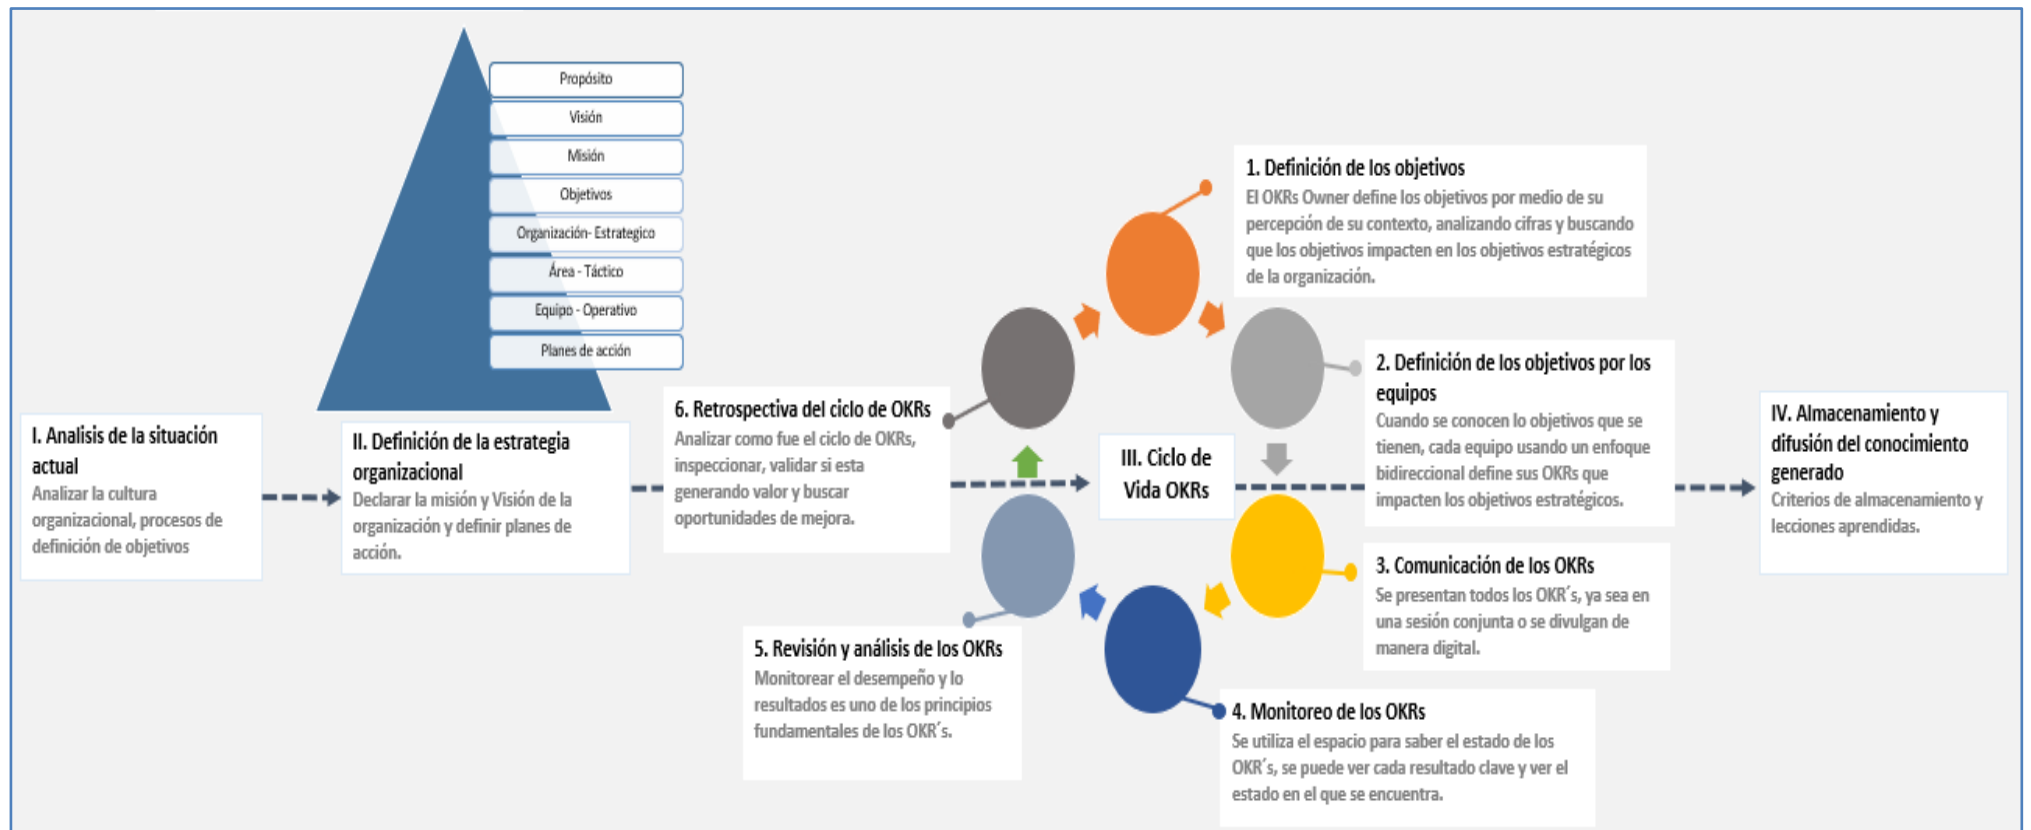 Propósito
Visión
Misión
Objetivos
Organización- Estrategico
Área - Táctico
Equipo - Operativo
Planes de acción
I. Analisis de la situación
actual
Analizar la cultura
organizacional, procesos de
definición de objetivos
II. Definición de la estrategia
organizacional
Declarar la misión y Visión de la
organización y definir planes de
acción.
III. Ciclo de
Vida OKRs
1. Definición de los objetivos
El OKRs Owner define los objetivos por medio de su
percepción de su contexto, analizando cifras y buscando
que los objetivos impacten en los objetivos estratégicos
de la organización.
2. Definición de los objetivos por los
equipos
Cuando se conocen lo objetivos que se
tienen, cada equipo usando un enfoque
bidireccional define sus OKRs que
impacten los objetivos estratégicos.
3. Comunicación de los OKRs
Se presentan todos los OKR´s, ya sea en
una sesión conjunta o se divulgan de
manera digital.
4. Monitoreo de los OKRs
Se utiliza el espacio para saber el estado de los
OKR´s, se puede ver cada resultado clave y ver el
estado en el que se encuentra.
5. Revisión y análisis de los OKRs
Monitorear el desempeño y lo
resultados es uno de los principios
fundamentales de los OKR´s.
6. Retrospectiva del ciclo de OKRs
Analizar como fue el ciclo de OKRs,
inspeccionar, validar si esta
generando valor y buscar
oportunidades de mejora.
IV. Almacenamiento y
difusión del conocimiento
generado
Criterios de almacenamiento y
lecciones aprendidas.